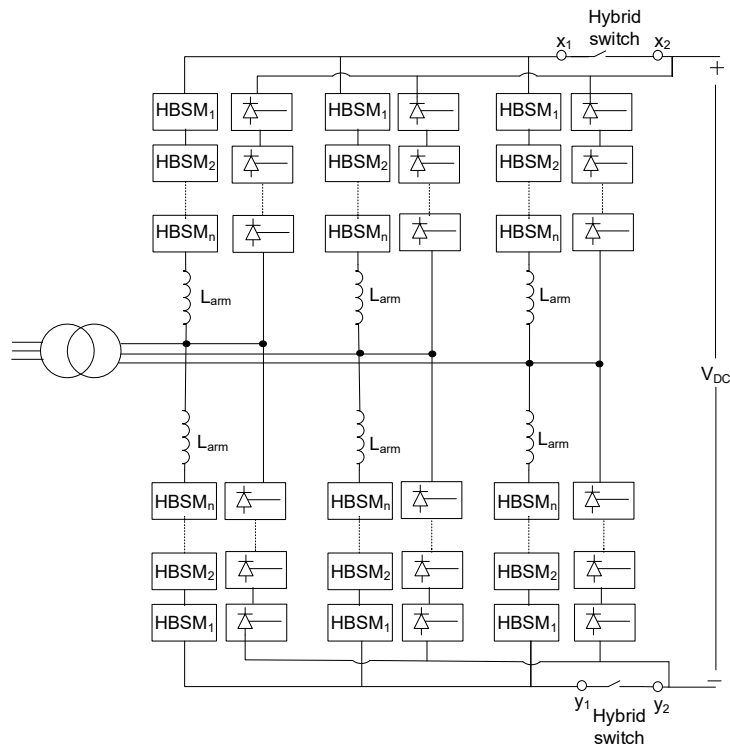 Hybrid
switch
x₁ x₂
+
HBSM₁ HBSM₁ HBSM₁
HBSM₂ HBSM₂ HBSM₂
HBSMₙ HBSMₙ HBSMₙ
Lₐᵣₘ Lₐᵣₘ Lₐᵣₘ
V_DC
Lₐᵣₘ Lₐᵣₘ Lₐᵣₘ
HBSMₙ HBSMₙ HBSMₙ
HBSM₂ HBSM₂ HBSM₂
HBSM₁ HBSM₁ HBSM₁
−
y₁ y₂
Hybrid
switch